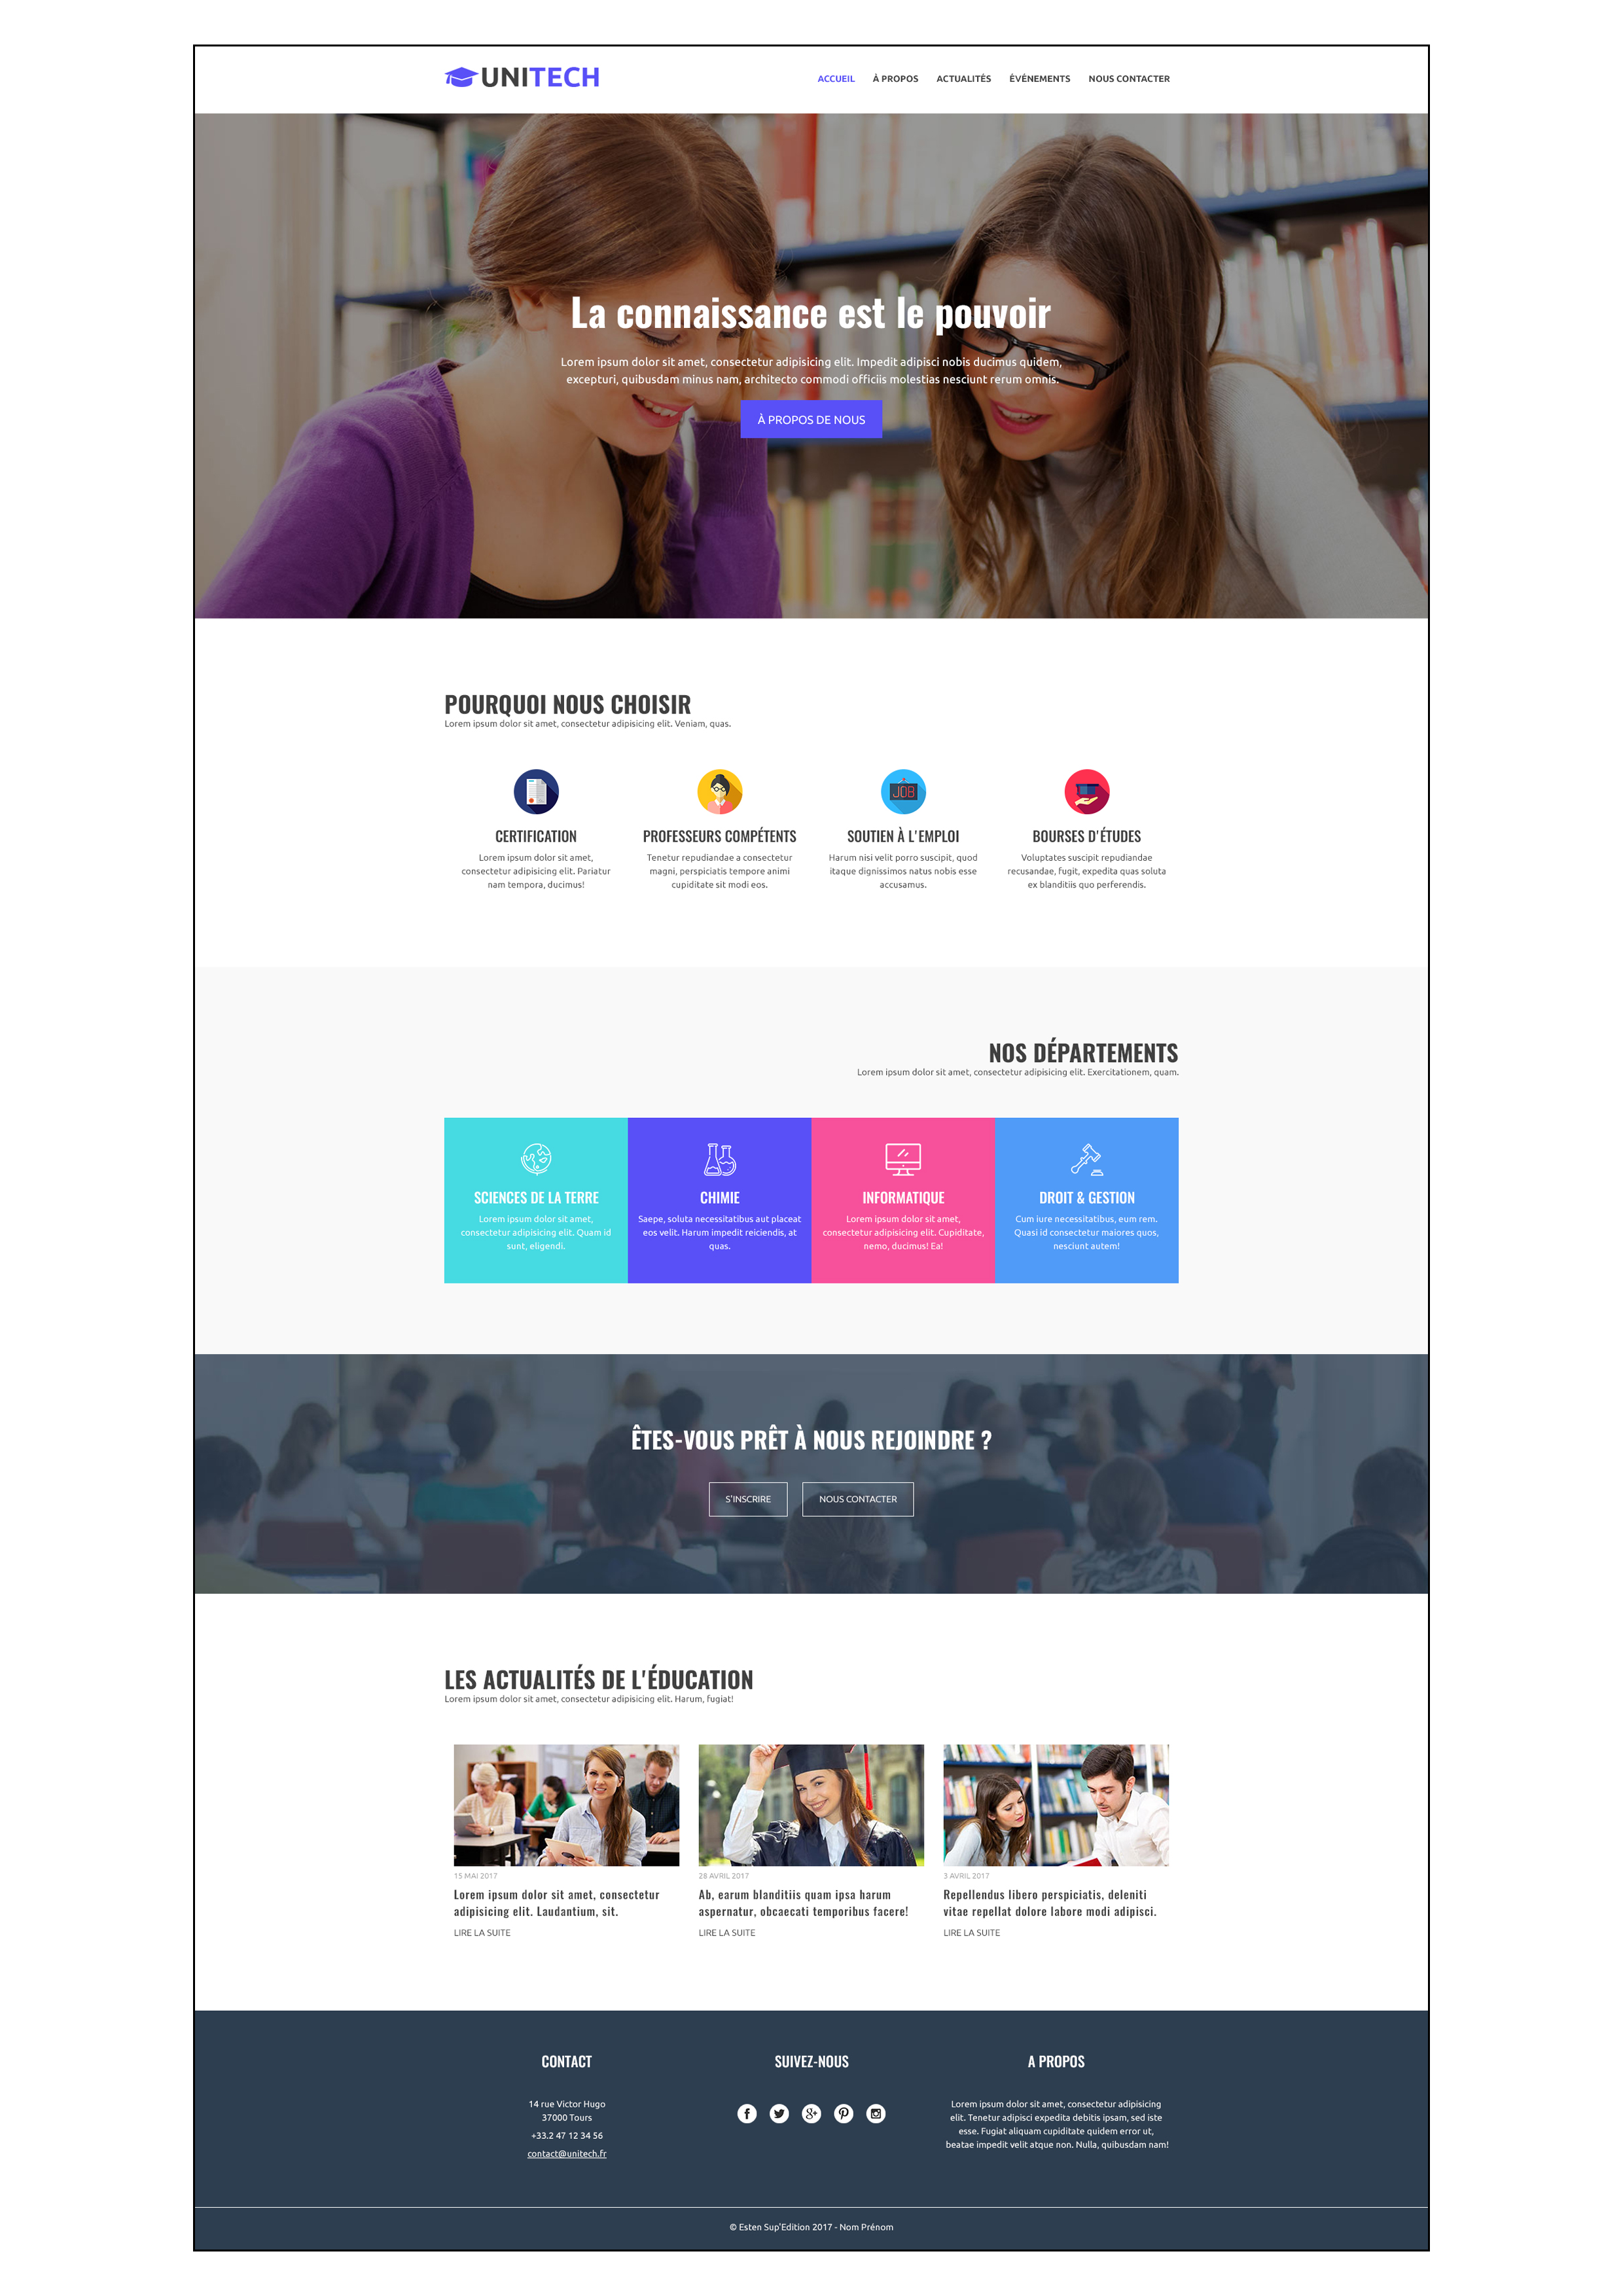 UNITECH
ACCUEIL À PROPOS ACTUALITÉS ÉVÉNEMENTS NOUS CONTACTER
La connaissance est le pouvoir
Lorem ipsum dolor sit amet, consectetur adipisicing elit. Impedit adipisci nobis ducimus quidem,
excepturi, quibusdam minus nam, architecto commodi officiis molestias nesciunt rerum omnis.
À PROPOS DE NOUS
POURQUOI NOUS CHOISIR
Lorem ipsum dolor sit amet, consectetur adipisicing elit. Veniam, quas.
JOB
CERTIFICATION
Lorem ipsum dolor sit amet,
consectetur adipisicing elit. Pariatur
nam tempora, ducimus!
PROFESSEURS COMPÉTENTS
Tenetur repudiandae a consectetur
magni, perspiciatis tempore animi
cupiditate sit modi eos.
SOUTIEN À L'EMPLOI
Harum nisi velit porro suscipit, quod
itaque dignissimos natus nobis esse
accusamus.
BOURSES D'ÉTUDES
Voluptates suscipit repudiandae
recusandae, fugit, expedita quas soluta
ex blanditiis quo perferendis.
NOS DÉPARTEMENTS
Lorem ipsum dolor sit amet, consectetur adipisicing elit. Exercitationem, quam.
SCIENCES DE LA TERRE
Lorem ipsum dolor sit amet,
consectetur adipisicing elit. Quam id
sunt, eligendi.
CHIMIE
Saepe, soluta necessitatibus aut placeat
eos velit. Harum impedit reiciendis, at
quas.
INFORMATIQUE
Lorem ipsum dolor sit amet,
consectetur adipisicing elit. Cupiditate,
nemo, ducimus! Ea!
DROIT & GESTION
Cum iure necessitatibus, eum rem.
Quasi id consectetur maiores quos,
nesciunt autem!
ÊTES-VOUS PRÊT À NOUS REJOINDRE ?
S'INSCRIRE NOUS CONTACTER
LES ACTUALITÉS DE L'ÉDUCATION
Lorem ipsum dolor sit amet, consectetur adipisicing elit. Harum, fugiat!
15 MAI 2017
Lorem ipsum dolor sit amet, consectetur
adipisicing elit. Laudantium, sit.
LIRE LA SUITE
28 AVRIL 2017
Ab, earum blanditiis quam ipsa harum
aspernatur, obcaecati temporibus facere!
LIRE LA SUITE
3 AVRIL 2017
Repellendus libero perspiciatis, deleniti
vitae repellat dolore labore modi adipisci.
LIRE LA SUITE
CONTACT
14 rue Victor Hugo
37000 Tours
+33.2 47 12 34 56
contact@unitech.fr
SUIVEZ-NOUS
A PROPOS
Lorem ipsum dolor sit amet, consectetur adipisicing
elit. Tenetur adipisci expedita debitis ipsam, sed iste
esse. Fugiat aliquam cupiditate quidem error ut,
beatae impedit velit atque non. Nulla, quibusdam nam!
© Esten Sup'Edition 2017 - Nom Prénom